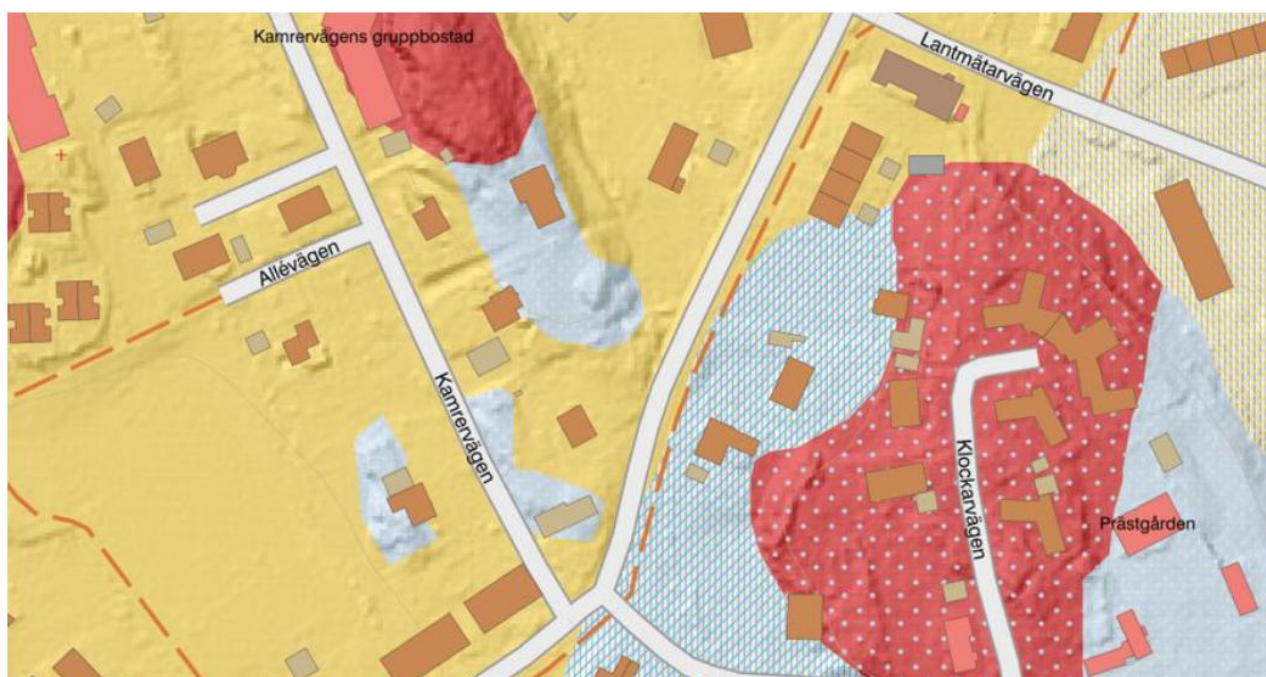 Kamrervägens gruppbostad
Lantmätarvägen
Allévägen
Kamrervägen
Klockarvägen
Prästgården